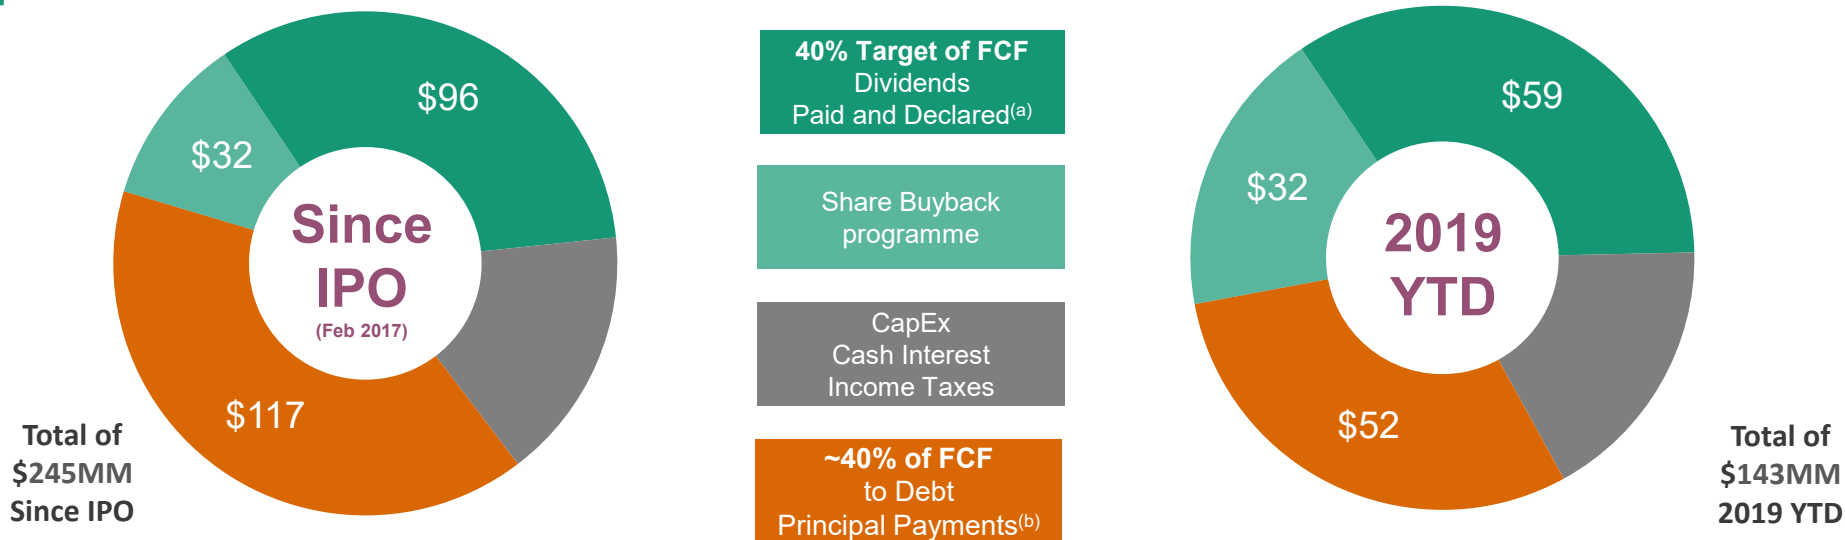 $96
$32
Since
IPO
(Feb 2017)
$117
Total of
$245MM
Since IPO
40% Target of FCF
Dividends
Paid and Declared(a)
Share Buyback
programme
CapEx
Cash Interest
Income Taxes
~40% of FCF
to Debt
Principal Payments(b)
$59
$32
2019
YTD
$52
Total of
$143MM
2019 YTD